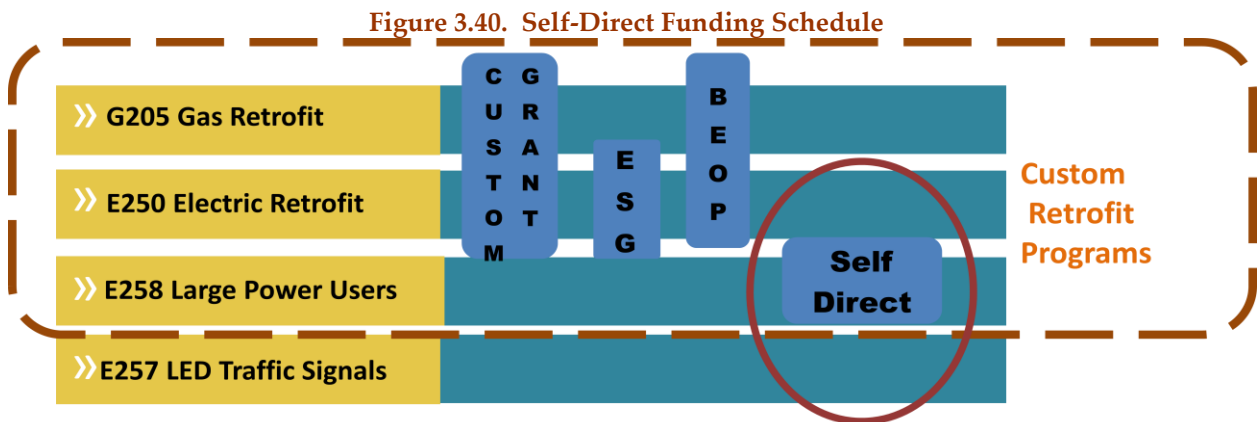 Figure 3.40. Self-Direct Funding Schedule
» G205 Gas Retrofit
» E250 Electric Retrofit
» E258 Large Power Users
» E257 LED Traffic Signals
CUSTOM
GRANT
ESG
BEOP
Self
Direct
Custom
Retrofit
Programs